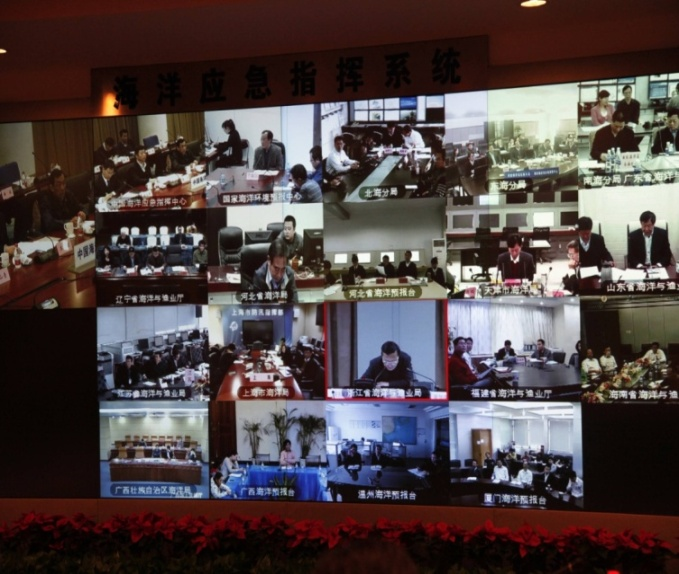 海洋应急指挥系统
国家海洋应急指挥中心
国家海洋环境预报中心
北海分局
东海分局
南海分局 广东省海洋与渔
辽宁省海洋与渔业厅
河北省海洋局
河北省海洋预报台
天津市海洋
山东省海洋与渔
江苏省海洋与渔业局
上海市海洋局
浙江省海洋与渔业局
福建省海洋与渔业厅
海南省海洋与渔
广西壮族自治区海洋局
广西海洋预报台
温州海洋预报台
厦门海洋预报台